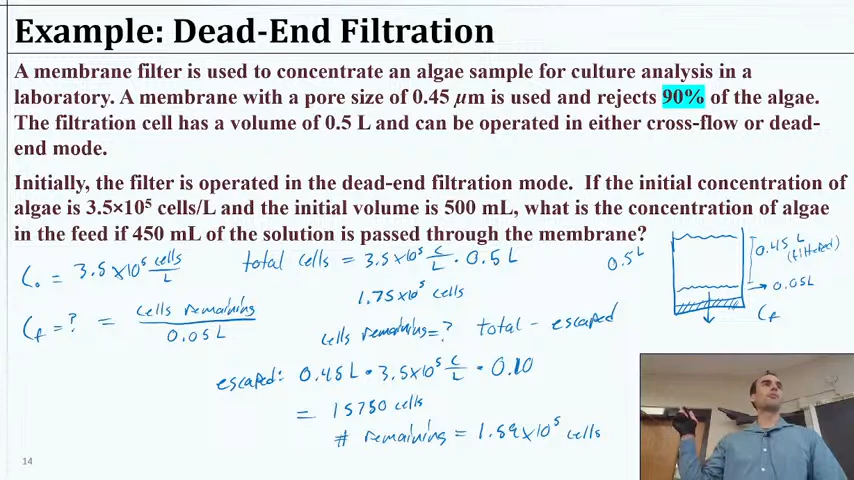 Example: Dead-End Filtration
A membrane filter is used to concentrate an algae sample for culture analysis in a
laboratory. A membrane with a pore size of 0.45 μm is used and rejects 90% of the algae.
The filtration cell has a volume of 0.5 L and can be operated in either cross-flow or dead-
end mode.
Initially, the filter is operated in the dead-end filtration mode. If the initial concentration of
algae is 3.5×10⁵ cells/L and the initial volume is 500 mL, what is the concentration of algae
in the feed if 450 mL of the solution is passed through the membrane?
C₀ = 3.5×10⁵ cells/L
total cells = 3.5×10⁵ C/L · 0.5 L
1.75×10⁵ cells
0.5 L
0.45 L
(filtered)
→ 0.05L
Cf
Cf = ? = cells remaining / 0.05 L
cells remaining = ? total - escaped
escaped: 0.45 L · 3.5×10⁵ C/L · 0.10
= 15750 cells
# remaining = 1.59×10⁵ cells
14